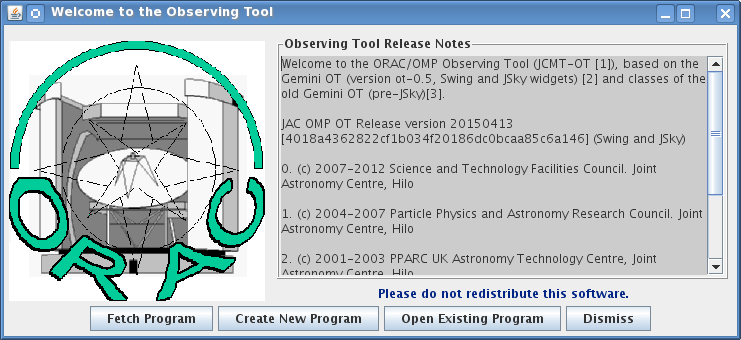 Welcome to the Observing Tool
ORAC
Observing Tool Release Notes
Welcome to the ORAC/OMP Observing Tool (JCMT-OT [1]), based on the
Gemini OT (version ot-0.5, Swing and JSky widgets) [2] and classes of the
old Gemini OT (pre-JSky)[3].
JAC OMP OT Release version 20150413
[4018a4362822cf1b034f20186dc0bcaa85c6a146] (Swing and JSky)
0. (c) 2007-2012 Science and Technology Facilities Council. Joint
Astronomy Centre, Hilo
1. (c) 2004-2007 Particle Physics and Astronomy Research Council. Joint
Astronomy Centre, Hilo
2. (c) 2001-2003 PPARC UK Astronomy Technology Centre, Joint
Astronomy Centre, Hilo
Please do not redistribute this software.
Fetch Program
Create New Program
Open Existing Program
Dismiss